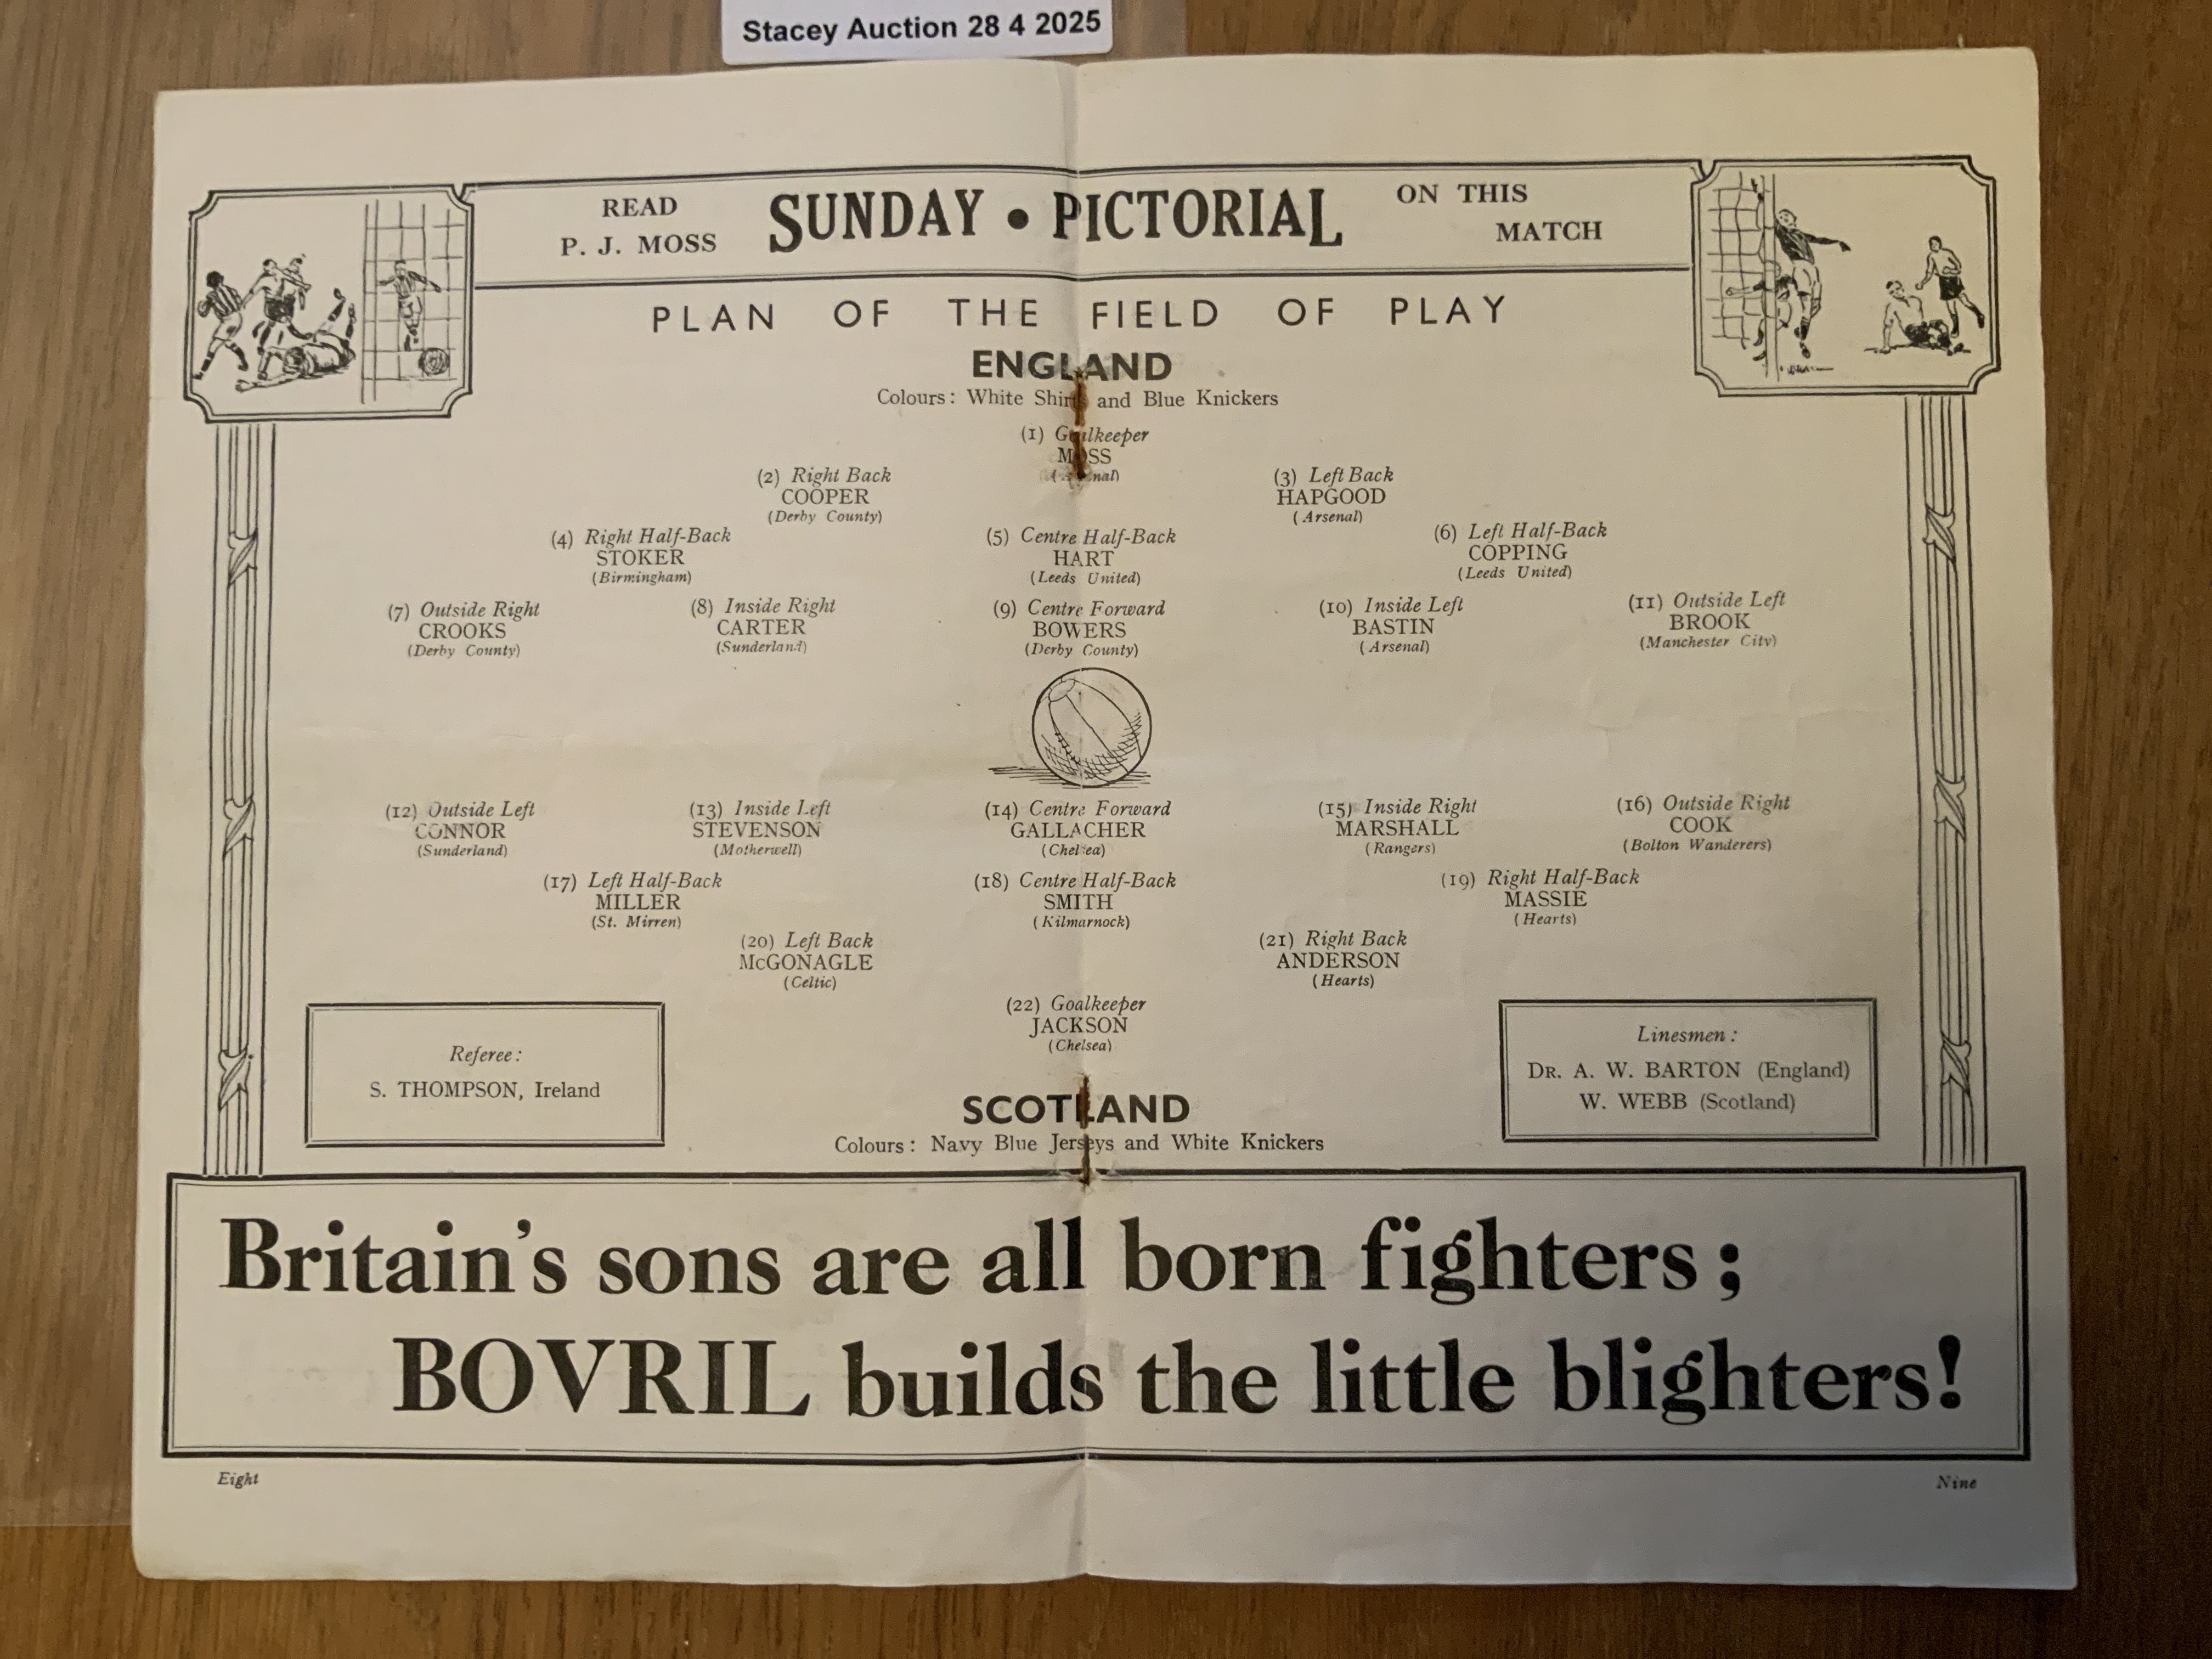 Stacey Auction 28 4 2025
READ P. J. MOSS
SUNDAY • PICTORIAL
ON THIS MATCH
PLAN OF THE FIELD OF PLAY
ENGLAND
Colours: White Shirts and Blue Knickers
(1) Goalkeeper
MOSS
(Arsenal)
(2) Right Back
COOPER
(Derby County)
(3) Left Back
HAPGOOD
(Arsenal)
(4) Right Half-Back
STOKER
(Birmingham)
(5) Centre Half-Back
HART
(Leeds United)
(6) Left Half-Back
COPPING
(Leeds United)
(7) Outside Right
CROOKS
(Derby County)
(8) Inside Right
CARTER
(Sunderland)
(9) Centre Forward
BOWERS
(Derby County)
(10) Inside Left
BASTIN
(Arsenal)
(11) Outside Left
BROOK
(Manchester City)
(12) Outside Left
CONNOR
(Sunderland)
(13) Inside Left
STEVENSON
(Motherwell)
(14) Centre Forward
GALLACHER
(Chelsea)
(15) Inside Right
MARSHALL
(Rangers)
(16) Outside Right
COOK
(Bolton Wanderers)
(17) Left Half-Back
MILLER
(St. Mirren)
(18) Centre Half-Back
SMITH
(Kilmarnock)
(19) Right Half-Back
MASSIE
(Hearts)
(20) Left Back
McGONAGLE
(Celtic)
(21) Right Back
ANDERSON
(Hearts)
(22) Goalkeeper
JACKSON
(Chelsea)
Referee:
S. THOMPSON, Ireland
Linesmen:
DR. A. W. BARTON (England)
W. WEBB (Scotland)
SCOTLAND
Colours: Navy Blue Jerseys and White Knickers
Britain's sons are all born fighters;
BOVRIL builds the little blighters!
Eight
Nine